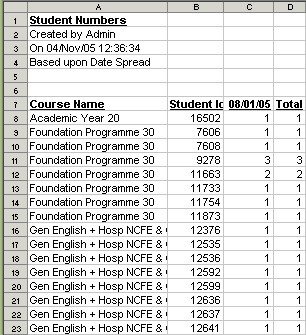 A B C D
1 Student Numbers
2 Created by Admin
3 On 04/Nov/05 12:36:34
4 Based upon Date Spread
5
6
7 Course Name Student Ic 08/01/05 Total
8 Academic Year 20 16502 1 1
9 Foundation Programme 30 7606 1 1
10 Foundation Programme 30 7608 1 1
11 Foundation Programme 30 9278 3 3
12 Foundation Programme 30 11663 2 2
13 Foundation Programme 30 11733 1 1
14 Foundation Programme 30 11754 1 1
15 Foundation Programme 30 11873 1 1
16 Gen English + Hosp NCFE & 12376 1 1
17 Gen English + Hosp NCFE & 12535 1 1
18 Gen English + Hosp NCFE & 12536 1 1
19 Gen English + Hosp NCFE & 12592 1 1
20 Gen English + Hosp NCFE & 12599 1 1
21 Gen English + Hosp NCFE & 12636 1 1
22 Gen English + Hosp NCFE & 12637 1 1
23 Gen English + Hosp NCFE & 12641 1 1